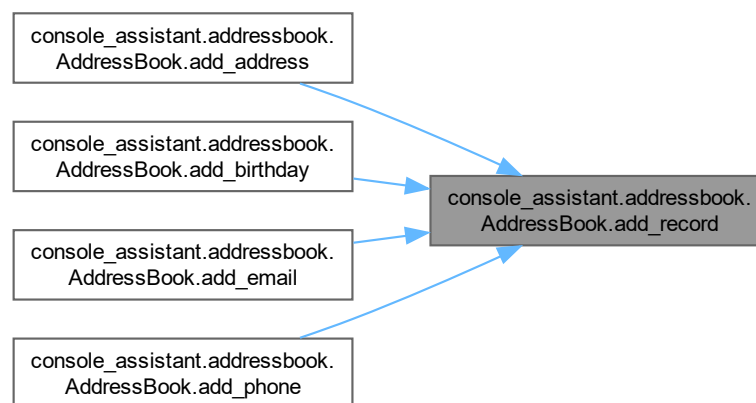 console_assistant.addressbook.
AddressBook.add_address
console_assistant.addressbook.
AddressBook.add_birthday
console_assistant.addressbook.
AddressBook.add_record
console_assistant.addressbook.
AddressBook.add_email
console_assistant.addressbook.
AddressBook.add_phone